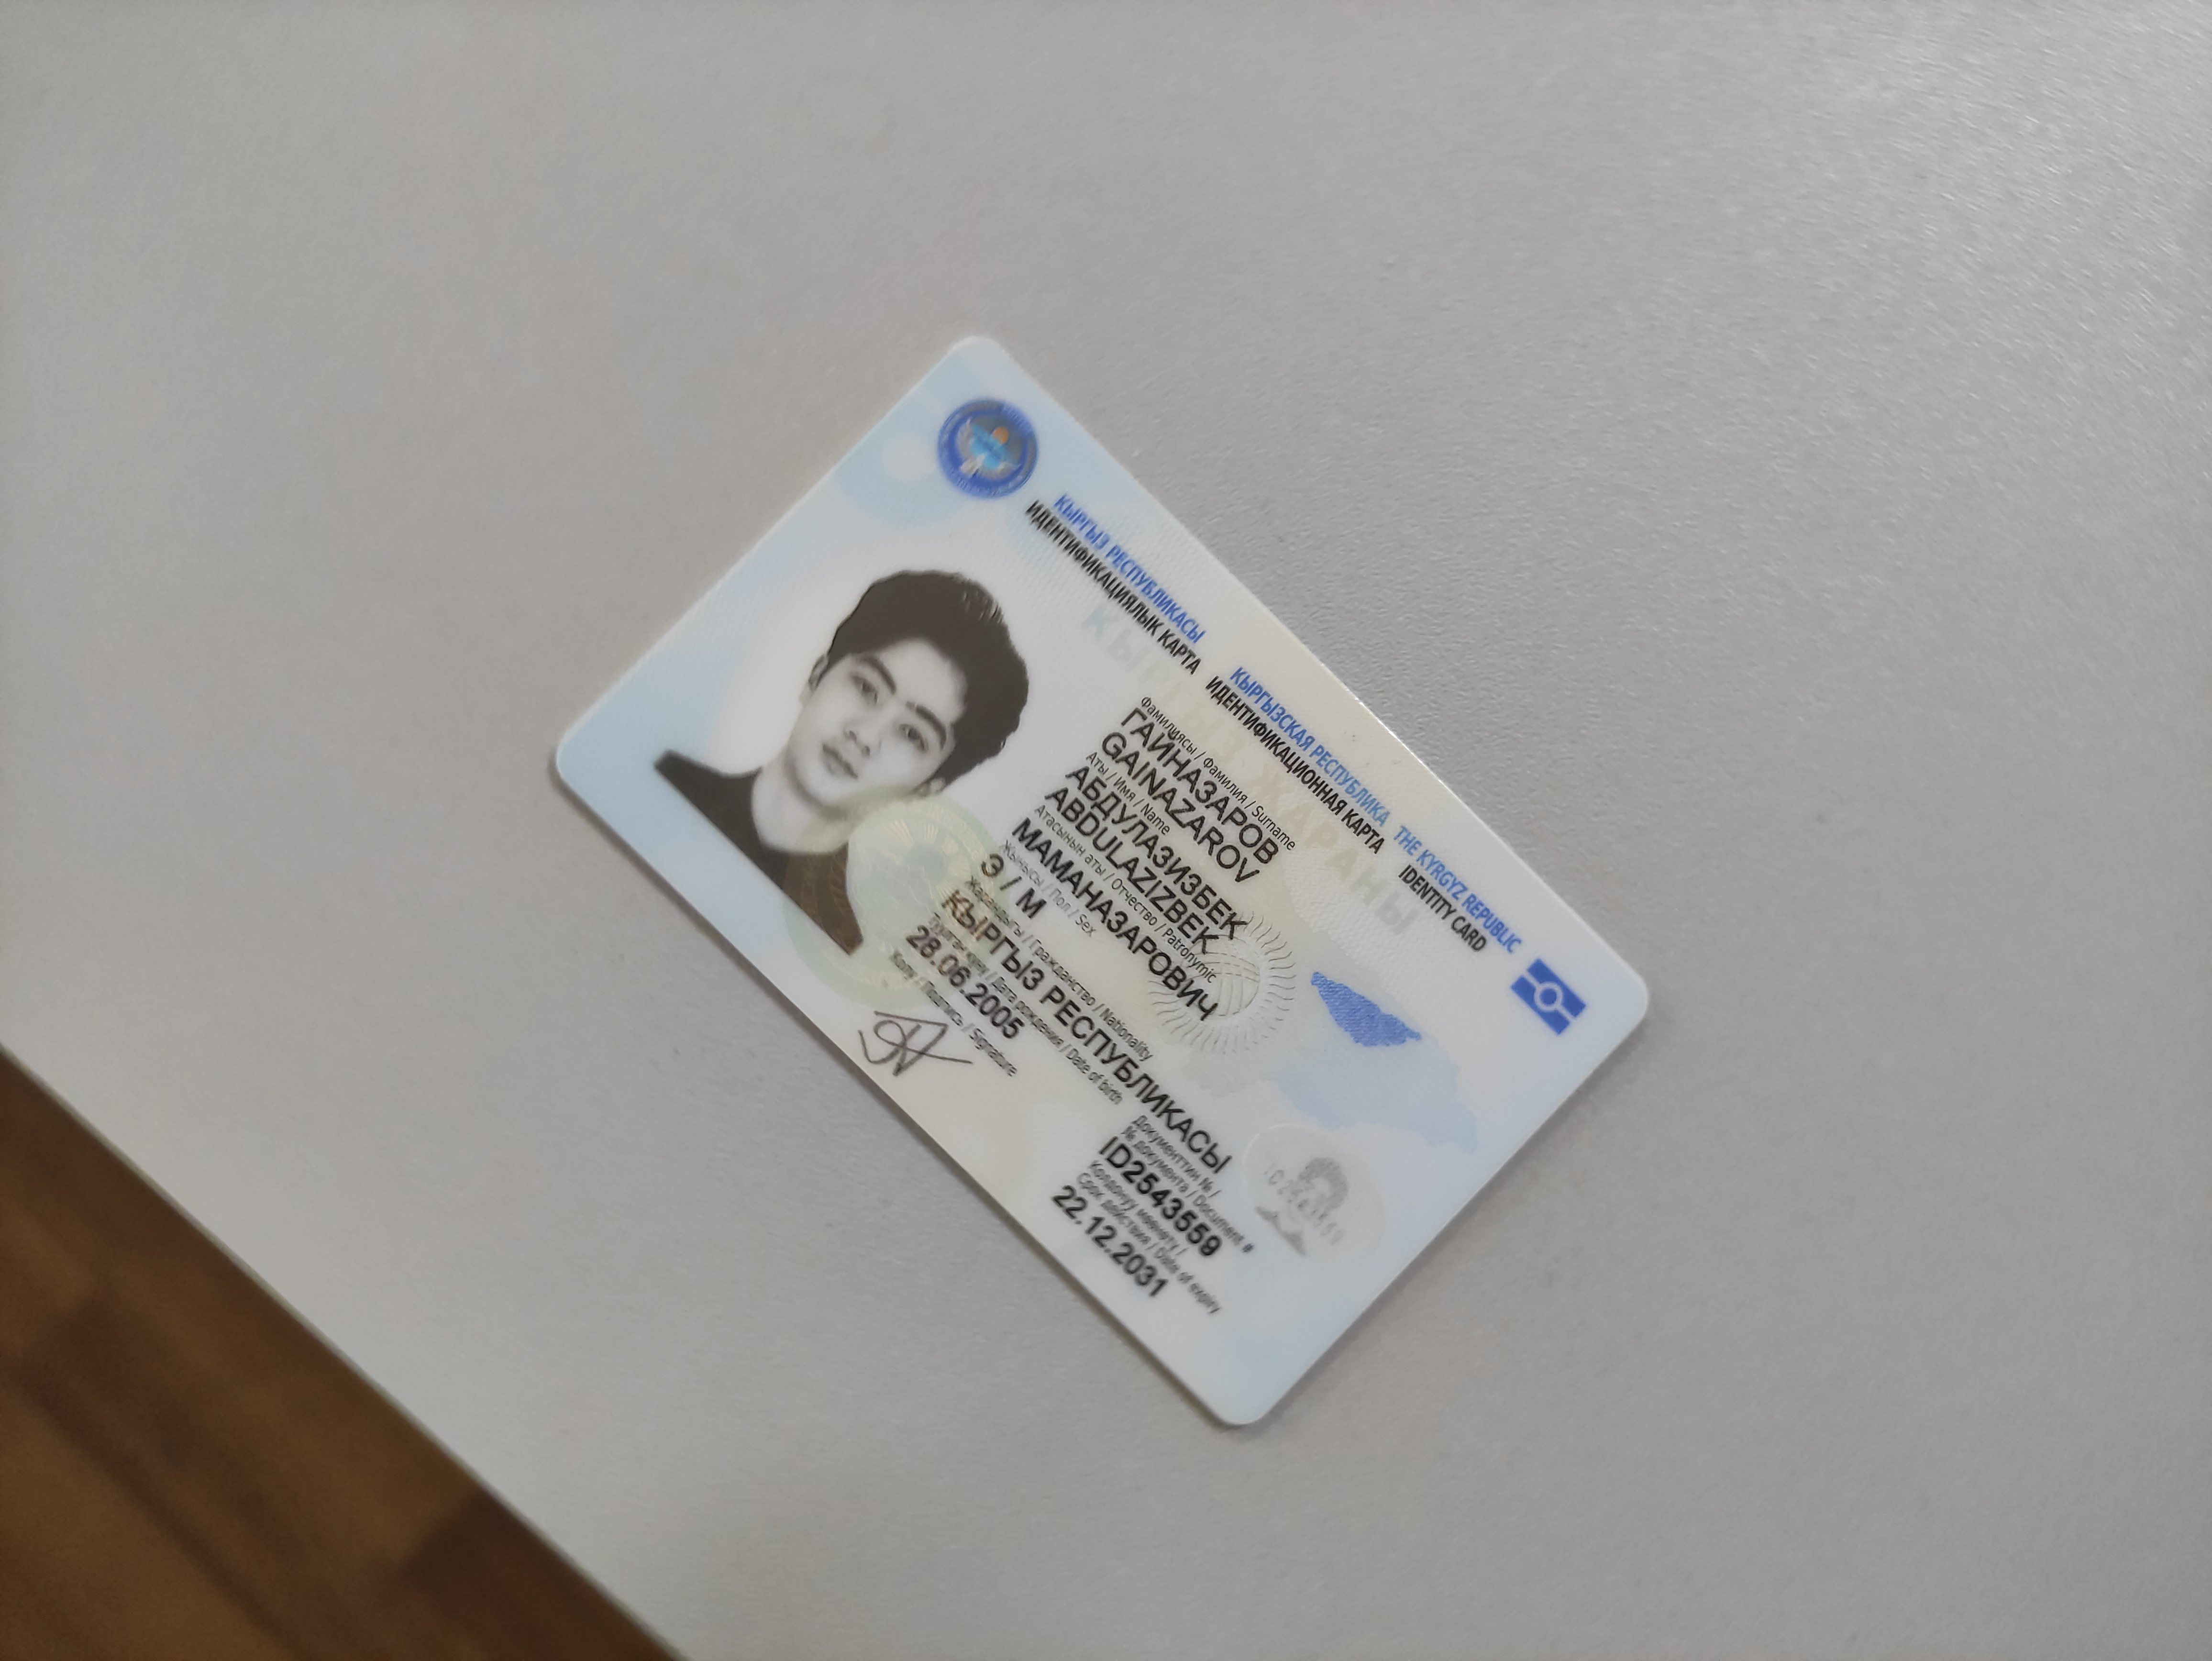 КЫРГЫЗ РЕСПУБЛИКАСЫ КЫРГЫЗСКАЯ РЕСПУБЛИКА THE KYRGYZ REPUBLIC
ИДЕНТИФИКАЦИЯЛЫК КАРТА ИДЕНТИФИКАЦИОННАЯ КАРТА IDENTITY CARD
КЫРГЫЗ ЖАРАНЫ
Фамилиясы / Фамилия / Surname
ГАЙНАЗАРОВ
GAINAZAROV
Аты / Имя / Name
АБДУЛАЗИЗБЕК
ABDULAZIZBEK
Атасынын аты / Отчество / Patronymic
МАМАНАЗАРОВИЧ
Жынысы / Пол / Sex
Э / М
Жарандыгы / Гражданство / Nationality
КЫРГЫЗ РЕСПУБЛИКАСЫ
Туулган күнү / Дата рождения / Date of birth
28.06.2005
Колу / Подпись / Signature
Документтин № /
№ документа / Document #
ID2543559
Колдонуу мөөнөтү /
Срок действия / Date of expiry
22.12.2031
ID2543559